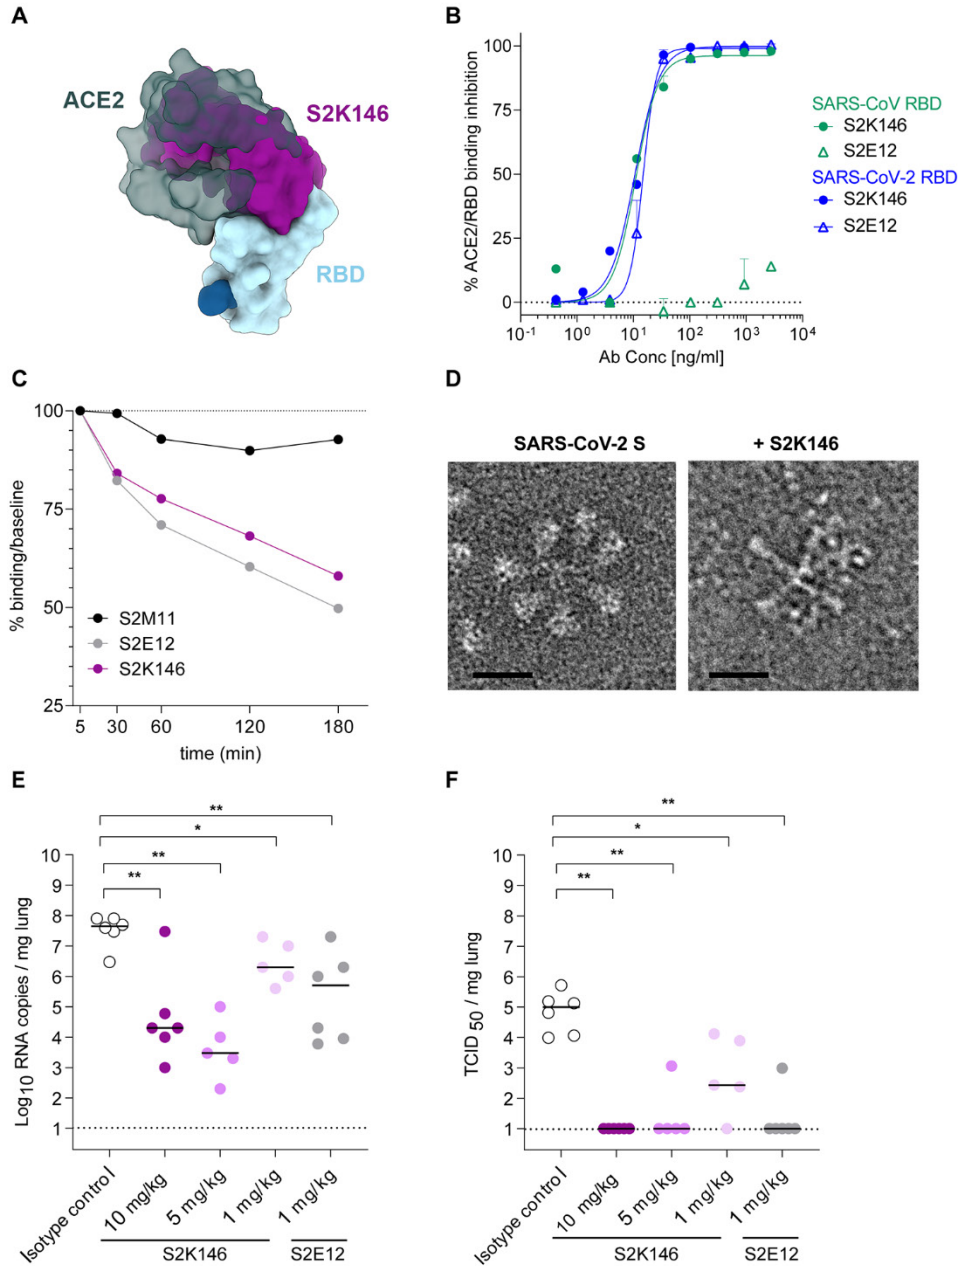 A
ACE2
S2K146
RBD
B
% ACE2/RBD binding inhibition
100
75
50
25
0
10-1
100
101
102
103
104
Ab Conc [ng/ml]
SARS-CoV RBD
S2K146
S2E12
SARS-CoV-2 RBD
S2K146
S2E12
C
% binding/baseline
100
75
50
25
5
30
60
120
180
time (min)
S2M11
S2E12
S2K146
D
SARS-CoV-2 S
+ S2K146
E
**
*
**
**
Log10 RNA copies / mg lung
10
9
8
7
6
5
4
3
2
1
Isotype control
10 mg/kg
5 mg/kg
1 mg/kg
1 mg/kg
S2K146
S2E12
F
**
*
**
**
TCID 50 / mg lung
10
9
8
7
6
5
4
3
2
1
Isotype control
10 mg/kg
5 mg/kg
1 mg/kg
1 mg/kg
S2K146
S2E12